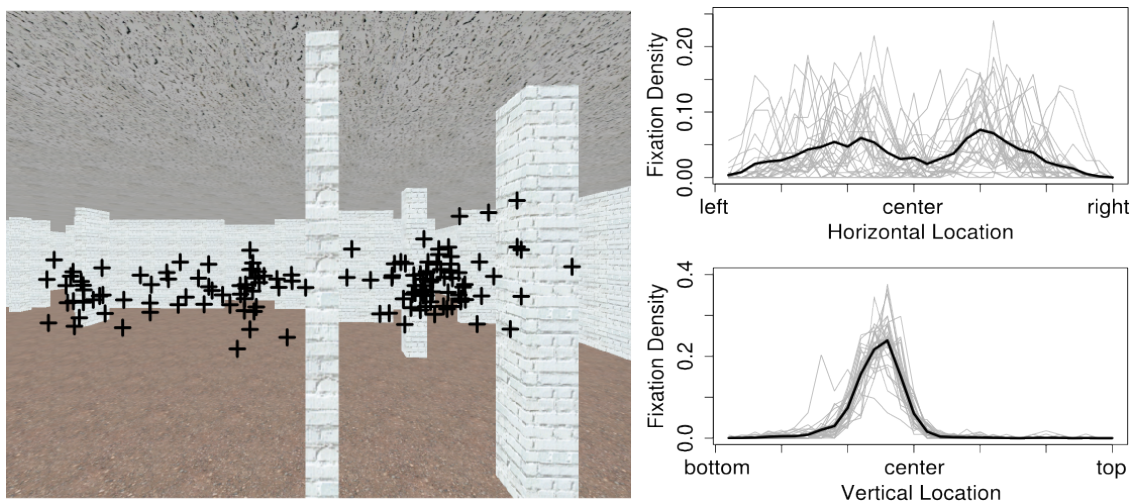 Fixation Density
0.00 0.10 0.20
left center right
Horizontal Location
Fixation Density
0.0 0.2 0.4
bottom center top
Vertical Location